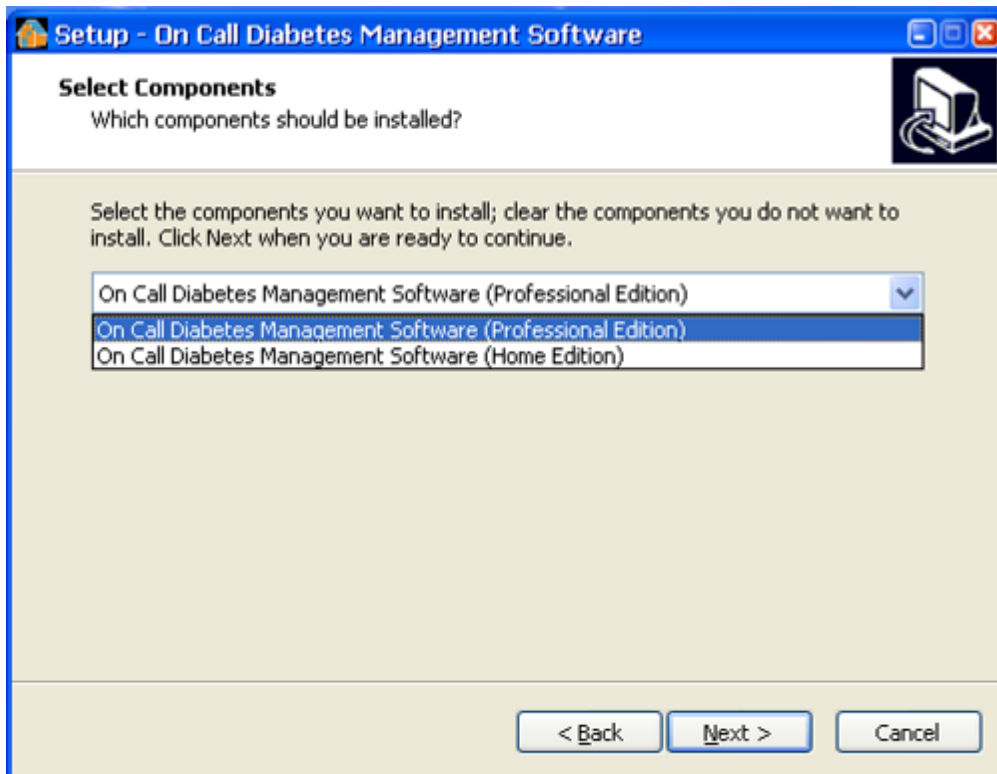 Setup - On Call Diabetes Management Software
Select Components
Which components should be installed?
Select the components you want to install; clear the components you do not want to
install. Click Next when you are ready to continue.
On Call Diabetes Management Software (Professional Edition)
On Call Diabetes Management Software (Professional Edition)
On Call Diabetes Management Software (Home Edition)
< Back
Next >
Cancel